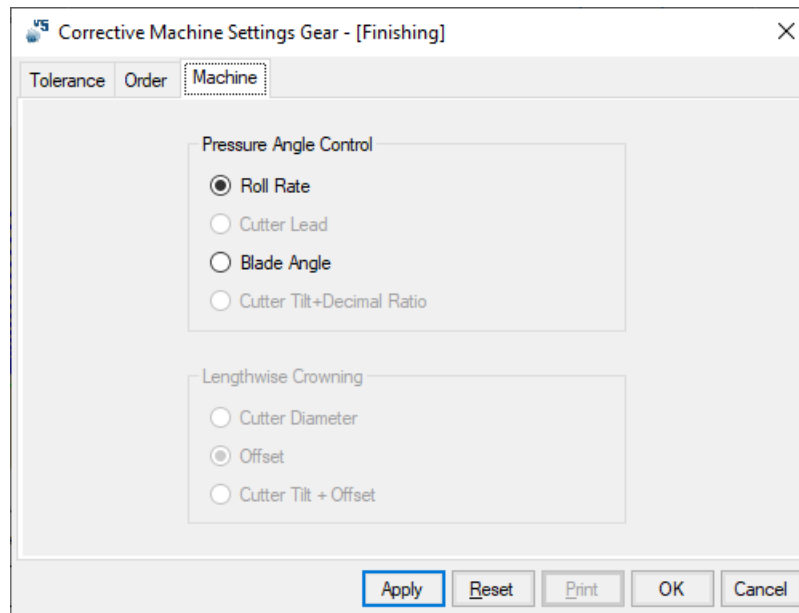 V5
Corrective Machine Settings Gear - [Finishing]
Tolerance Order Machine
Pressure Angle Control
Roll Rate
Cutter Lead
Blade Angle
Cutter Tilt+Decimal Ratio
Lengthwise Crowning
Cutter Diameter
Offset
Cutter Tilt + Offset
Apply Reset Print OK Cancel